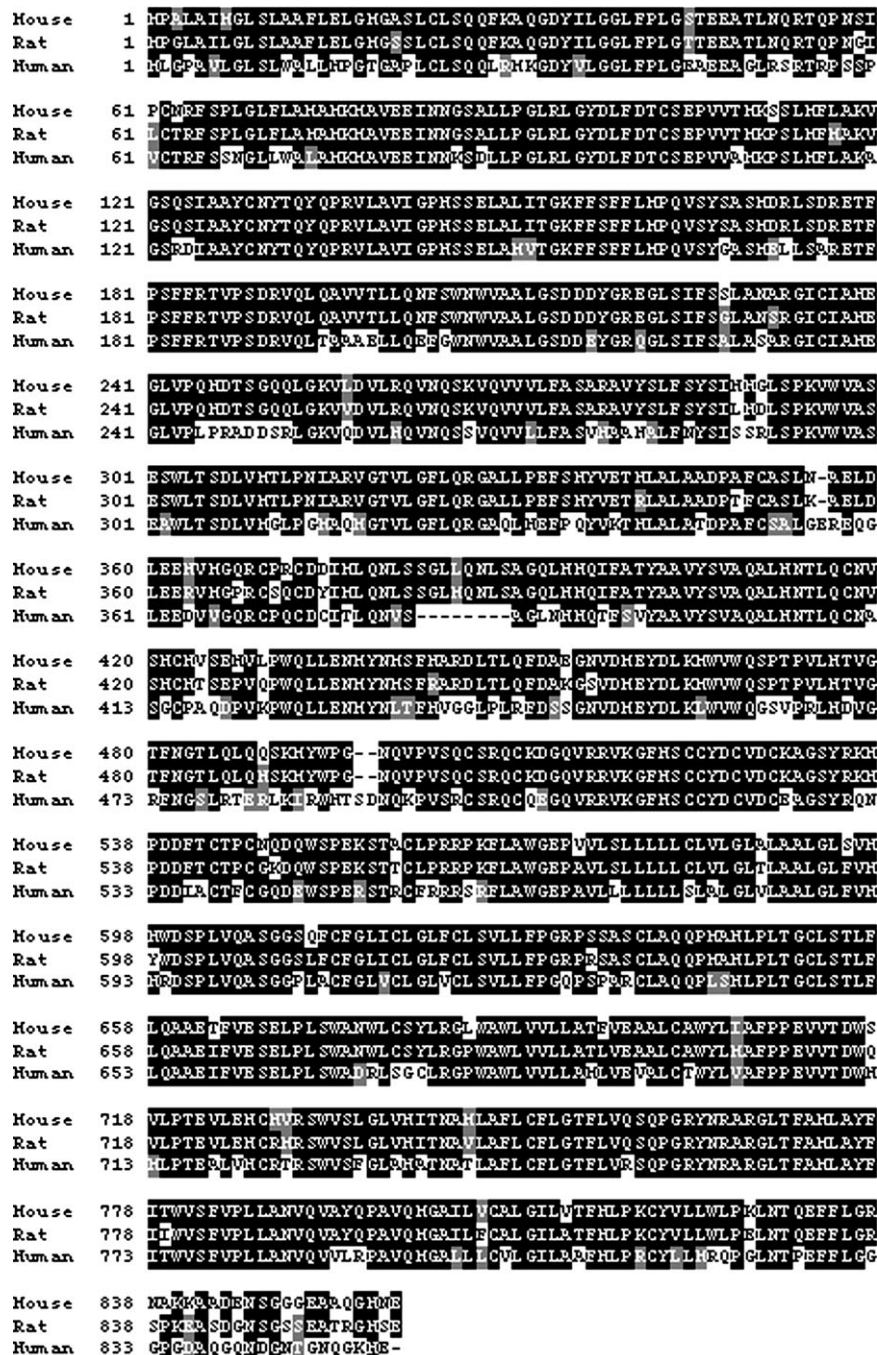 Mouse 1 MPALAIMGLSLAAFLELGMGASLCLSQQFKAQGDYILGGLFPLGSTEEATLNQRTQPNSI
Rat 1 MPGLAILGLSLAAFLELGMGSSLCLSQQFKAQGDYILGGLFPLGTTEEATLNQRTQPNGI
Human 1 MLGPAVLGLSLWALLHPGTGAPLCLSQQLRMKGDYVLGGLFPLGEAEEAGLRSRTRPSSP
Mouse 61 PCNRFSPLGLFLAMAMKMAVEEINNGSALLPGLRLGYDLFDTCSEPVVTMKSSLMFLAKV
Rat 61 LCTRFSPLGLFLAMAMKMAVEEINNGSALLPGLRLGYDLFDTCSEPVVTMKPSLMFMAKV
Human 61 VCTRFSSNGLLWALAMKMAVEEINNKSDLLPGLRLGYDLFDTCSEPVVAMKPSLMFLAKA
Mouse 121 GSQSIAAYCNYTQYQPRVLAVIGPHSSELALITGKFFSFFLMPQVSYSASMDRLSDRETF
Rat 121 GSQSIAAYCNYTQYQPRVLAVIGPHSSELALITGKFFSFFLMPQVSYSASMDRLSDRETF
Human 121 GSRDIAAYCNYTQYQPRVLAVIGPHSSELAMVTGKFFSFFLMPQVSYGASMELLSARETF
Mouse 181 PSFFRTVPSDRVQLQAVVTLLQNFSWNWVAALGSDDDYGREGLSIFSSLANARGICIAHE
Rat 181 PSFFRTVPSDRVQLQAVVTLLQNFSWNWVAALGSDDDYGREGLSIFSGLANSRGICIAHE
Human 181 PSFFRTVPSDRVQLTAAAELLQEFGWNWVAALGSDDEYGRQGLSIFSALASARGICIAHE
Mouse 241 GLVPQHDTSGQQLGKVLDVLRQVNQSKVQVVVLFASARAVYSLFSYSIHHGLSPKVWVAS
Rat 241 GLVPQHDTSGQQLGKVVDVLRQVNQSKVQVVVLFASARAVYSLFSYSILHDLSPKVWVAS
Human 241 GLVPLPRADDSRLGKVQDVLHQVNQSSVQVVLLFASVHAAHALFNYSISSRLSPKVWVAS
Mouse 301 ESWLTSDLVMTLPNIARVGTVLGFLQRGALLPEFSHYVETHLALAADPAFCASLN-AELD
Rat 301 ESWLTSDLVMTLPNIARVGTVLGFLQRGALLPEFSHYVETRLALAADPTFCASLK-AELD
Human 301 EAWLTSDLVMGLPGMAQMGTVLGFLQRGAQLHEFPQYVKTHLALATDPAFCSALGEREQG
Mouse 360 LEEHVMGQRCPRCDDIMLQNLSSGLLQNLSAGQLHHQIFATYAAVYSVAQALHNTLQCNV
Rat 360 LEERVMGPRCSQCDYIMLQNLSSGLMQNLSAGQLHHQIFATYAAVYSVAQALHNTLQCNV
Human 361 LEEDVVGQRCPQCDCITLQNVS--------AGLNHHQTFSVYAAVYSVAQALHNTLQCNA
Mouse 420 SHCHVSEHVLPWQLLENMYNMSFHARDLTLQFDAEGNVDMEYDLKMWVWQSPTPVLHTVG
Rat 420 SHCHTSEPVQPWQLLENMYNMSFRARDLTLQFDAKGSVDMEYDLKMWVWQSPTPVLHTVG
Human 413 SGCPAQDPVKPWQLLENMYNLTFHVGGLPLRFDSSGNVDMEYDLKLWVWQGSVPRLHDVG
Mouse 480 TFNGTLQLQQSKMYWPG--NQVPVSQCSRQCKDGQVRRVKGFHSCCYDCVDCKAGSYRKH
Rat 480 TFNGTLQLQHSKMYWPG--NQVPVSQCSRQCKDGQVRRVKGFHSCCYDCVDCKAGSYRKH
Human 473 RFNGSLRTERLKIRWHTSDNQKPVSRCSRQCQEGQVRRVKGFHSCCYDCVDCEAGSYRQN
Mouse 538 PDDFTCTPCNQDQWSPEKSTACLPRRPKFLAWGEPVVLSLLLLLCLVLGLALAALGLSVH
Rat 538 PDDFTCTPCGKDQWSPEKSTTCLPRRPKFLAWGEPAVLSLLLLLCLVLGLTLAALGLFVH
Human 533 PDDIACTFCGQDEWSPERSTRCFRRRSRFLAWGEPAVLLLLLLLSLALGLVLAALGLFVH
Mouse 598 HWDSPLVQASGGSQFCFGLICLGLFCLSVLLFPGRPSSASCLAQQPMAHLPLTGCLSTLF
Rat 598 YWDSPLVQASGGSLFCFGLICLGLFCLSVLLFPGRPRSASCLAQQPMAHLPLTGCLSTLF
Human 593 HRDSPLVQASGGPLACFGLVCLGLVCLSVLLFPGQPSPARCLAQQPLSHLPLTGCLSTLF
Mouse 658 LQAAETFVESELPLSWANWLCSYLRGLWAWLVVLLATFVEAALCAWYLIAFPPEVVTDWS
Rat 658 LQAAEIFVESELPLSWANWLCSYLRGPWAWLVVLLATLVEAALCAWYLMAFPPEVVTDWQ
Human 653 LQAAEIFVESELPLSWADRLSGCLRGPWAWLVVLLAMLVEVALCTWYLVAFPPEVVTDWH
Mouse 718 VLPTEVLEHCHVRSWVSLGLVHITNAMLAFLCFLGTFLVQSQPGRYNRARGLTFAMLAYF
Rat 718 VLPTEVLEHCRMRSWVSLGLVHITNAVLAFLCFLGTFLVQSQPGRYNRARGLTFAMLAYF
Human 713 MLPTEALVHCRTRSWVSFGLAHATNATLAFLCFLGTFLVRSQPGRYNRARGLTFAMLAYF
Mouse 778 ITWVSFVPLLANVQVAYQPAVQMGAILVCALGILVTFHLPKCYVLLWLPKLNTQEFFLGR
Rat 778 IIWVSFVPLLANVQVAYQPAVQMGAILFCALGILATFHLPKCYVLLWLPELNTQEFFLGR
Human 773 ITWVSFVPLLANVQVVLRPAVQMGALLLCVLGILAAFHLPRCYLLMRQPGLNTPEFFLGG
Mouse 838 NAKKAADENSGGGEAAQGHNE
Rat 838 SPKEASDGNSGSSEATRGHSE
Human 833 GPGDAQGQNDGNTGNQGKHE-